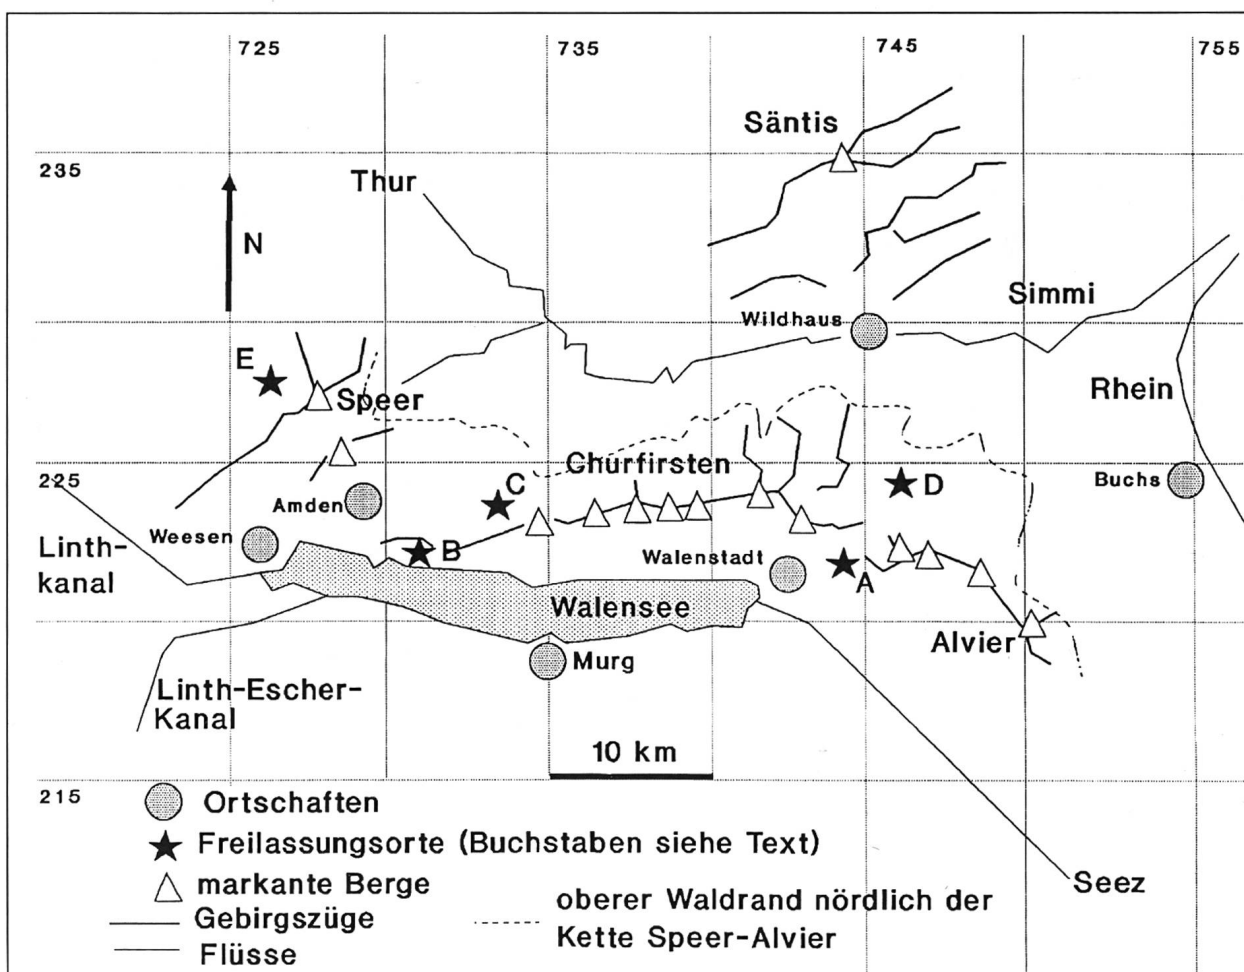 725
735
745
755
Säntis
235
Thur
N
Simmi
Wildhaus
E
Speer
Rhein
Churfirsten
225
C
D
Buchs
Amden
Weesen
B
Linth-
kanal
Walenstadt
A
Walensee
Alvier
Murg
Linth-Escher-
Kanal
10 km
215
Ortschaften
Freilassungsorte (Buchstaben siehe Text)
markante Berge
Seez
Gebirgszüge
oberer Waldrand nördlich der
Kette Speer-Alvier
Flüsse